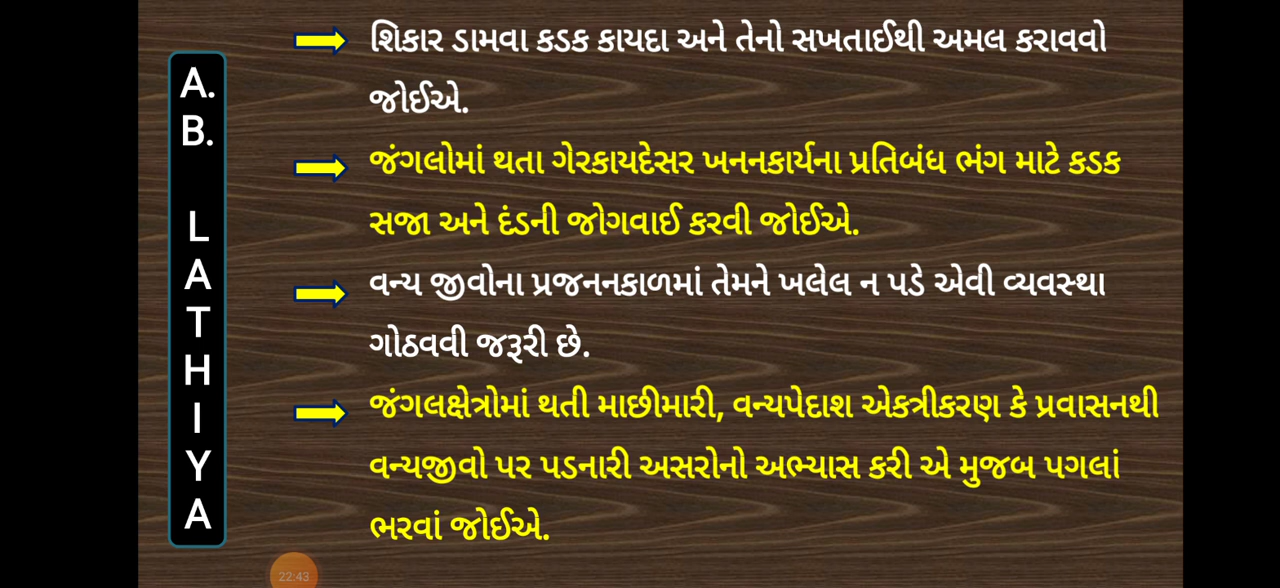 A.
B.
L
A
T
H
I
Y
A
શિકાર ડામવા કડક કાયદા અને તેનો સખતાઈથી અમલ કરાવવો
જોઈએ.
જંગલોમાં થતા ગેરકાયદેસર ખનનકાર્યના પ્રતિબંધ ભંગ માટે કડક
સજા અને દંડની જોગવાઈ કરવી જોઈએ.
વન્ય જીવોના પ્રજનનકાળમાં તેમને ખલેલ ન પડે એવી વ્યવસ્થા
ગોઠવવી જરૂરી છે.
જંગલક્ષેત્રોમાં થતી માછીમારી, વન્યપેદાશ એકત્રીકરણ કે પ્રવાસનથી
વન્યજીવો પર પડનારી અસરોનો અભ્યાસ કરી એ મુજબ પગલાં
ભરવાં જોઈએ.
22:43